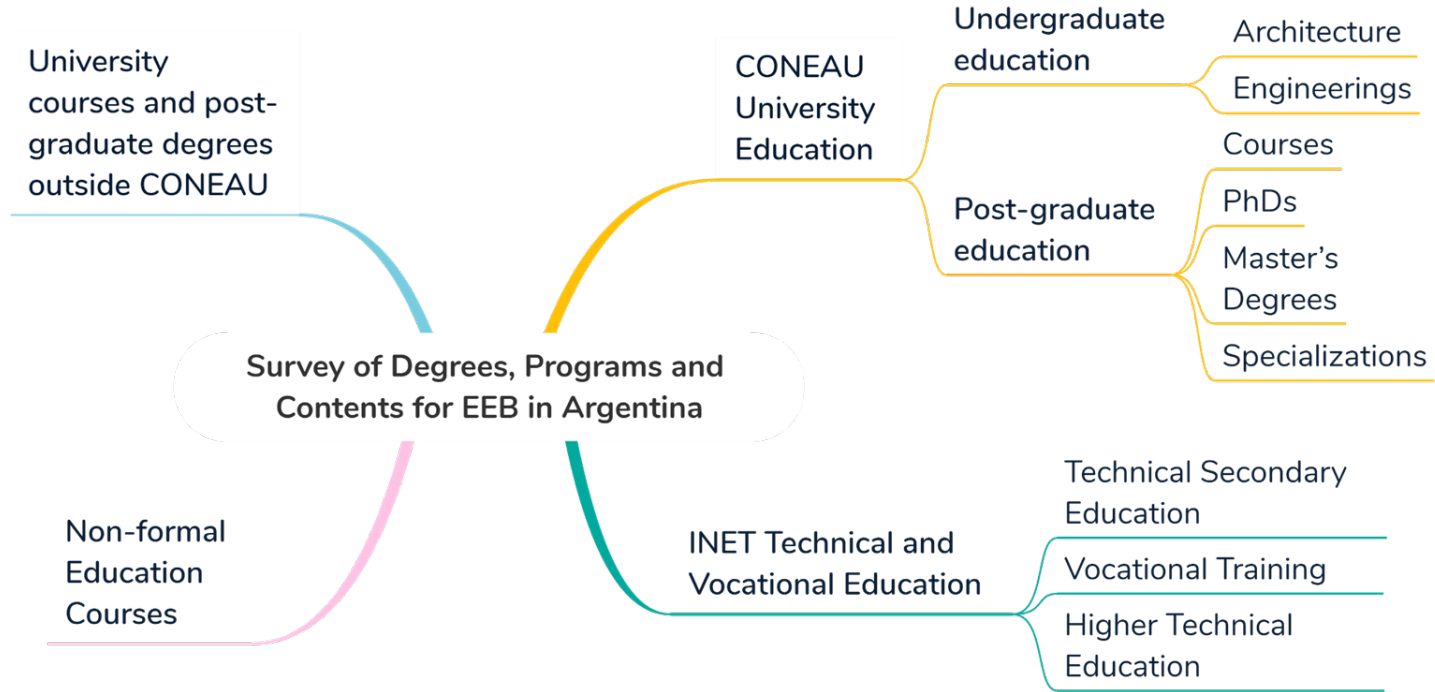 University
courses and post-
graduate degrees
outside CONEAU
CONEAU
University
Education
Undergraduate
education
Architecture
Engineerings
Post-graduate
education
Courses
PhDs
Master’s
Degrees
Specializations
Survey of Degrees, Programs and
Contents for EEB in Argentina
Non-formal
Education
Courses
INET Technical and
Vocational Education
Technical Secondary
Education
Vocational Training
Higher Technical
Education